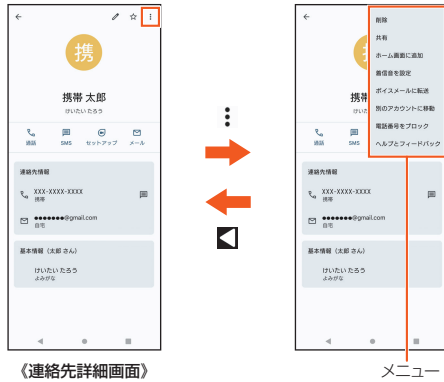 携
携帯 太郎
けいたい たろう
通話 SMS セットアップ メール
連絡先情報
XXX-XXXX-XXXX
携帯
●●●●●●●@gmail.com
自宅
基本情報（太郎 さん）
けいたい たろう
よみがな
《連絡先詳細画面》
削除
共有
ホーム画面に追加
着信音を設定
ボイスメールに転送
別のアカウントに移動
電話番号をブロック
ヘルプとフィードバック
携帯
けいた
通話 SMS
連絡先情報
XXX-XXXX-XXXX
携帯
●●●●●●●@gmail.com
自宅
基本情報（太郎 さん）
けいたい たろう
よみがな
メニュー